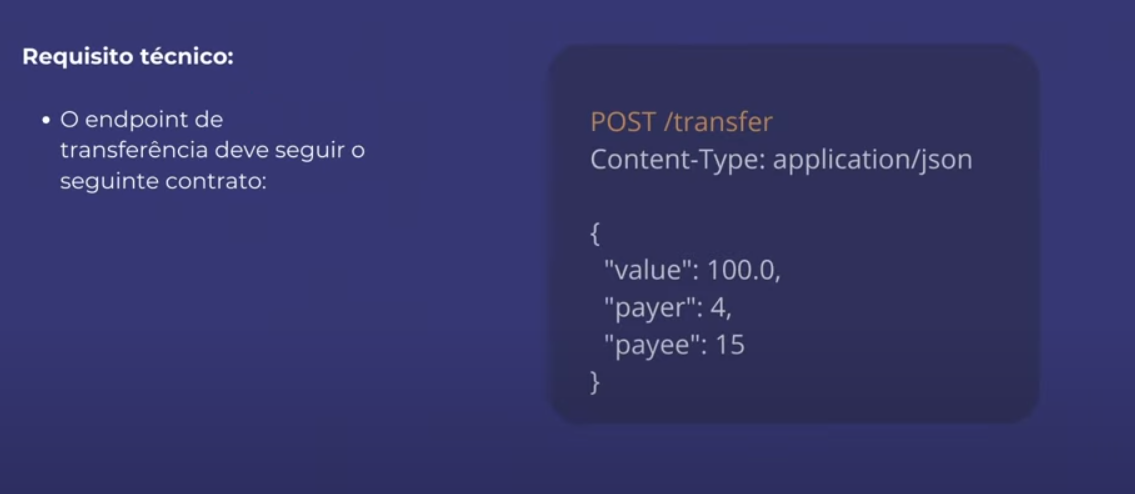 Requisito técnico:
• O endpoint de
transferência deve seguir o
seguinte contrato:
POST /transfer
Content-Type: application/json
{
"value": 100.0,
"payer": 4,
"payee": 15
}